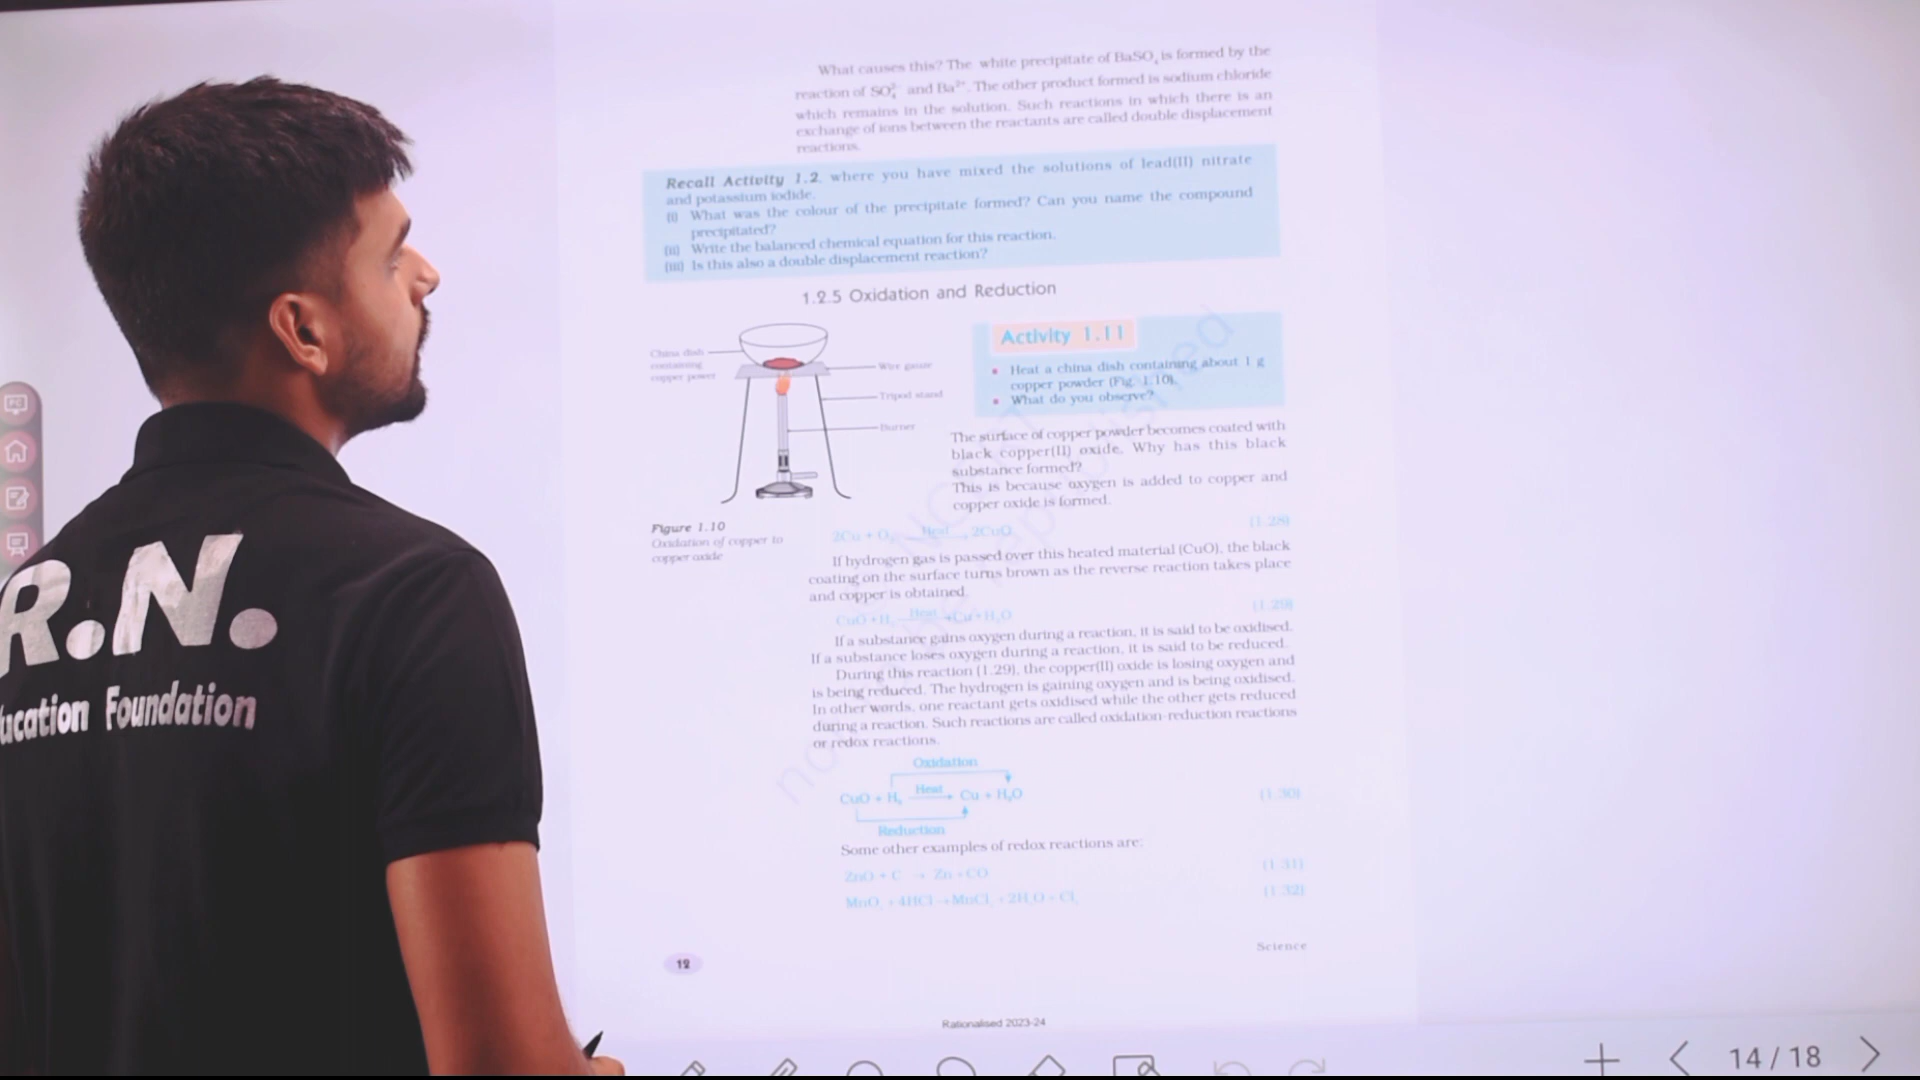 What causes this? The white precipitate of BaSO₄ is formed by the
reaction of SO₄²⁻ and Ba²⁺. The other product formed is sodium chloride
which remains in the solution. Such reactions in which there is an
exchange of ions between the reactants are called double displacement
reactions.
Recall Activity 1.2, where you have mixed the solutions of lead(II) nitrate
and potassium iodide.
(i) What was the colour of the precipitate formed? Can you name the compound
precipitated?
(ii) Write the balanced chemical equation for this reaction.
(iii) Is this also a double displacement reaction?
1.2.5 Oxidation and Reduction
China dish
containing
copper power
Wire gauze
Tripod stand
Burner
Figure 1.10
Oxidation of copper to
copper oxide
Activity 1.11
• Heat a china dish containing about 1 g
copper powder (Fig. 1.10).
• What do you observe?
The surface of copper powder becomes coated with
black copper(II) oxide. Why has this black
substance formed?
This is because oxygen is added to copper and
copper oxide is formed.
2Cu + O₂ Heat → 2CuO (1.28)
If hydrogen gas is passed over this heated material (CuO), the black
coating on the surface turns brown as the reverse reaction takes place
and copper is obtained.
CuO + H₂ Heat → Cu + H₂O (1.29)
If a substance gains oxygen during a reaction, it is said to be oxidised.
If a substance loses oxygen during a reaction, it is said to be reduced.
During this reaction (1.29), the copper(II) oxide is losing oxygen and
is being reduced. The hydrogen is gaining oxygen and is being oxidised.
In other words, one reactant gets oxidised while the other gets reduced
during a reaction. Such reactions are called oxidation-reduction reactions
or redox reactions.
Oxidation
CuO + H₂ Heat → Cu + H₂O (1.30)
Reduction
Some other examples of redox reactions are:
ZnO + C → Zn + CO (1.31)
MnO₂ + 4HCl → MnCl₂ + 2H₂O + Cl₂ (1.32)
12
Science
Rationalised 2023-24
14 / 18
R.N.
ucation Foundation